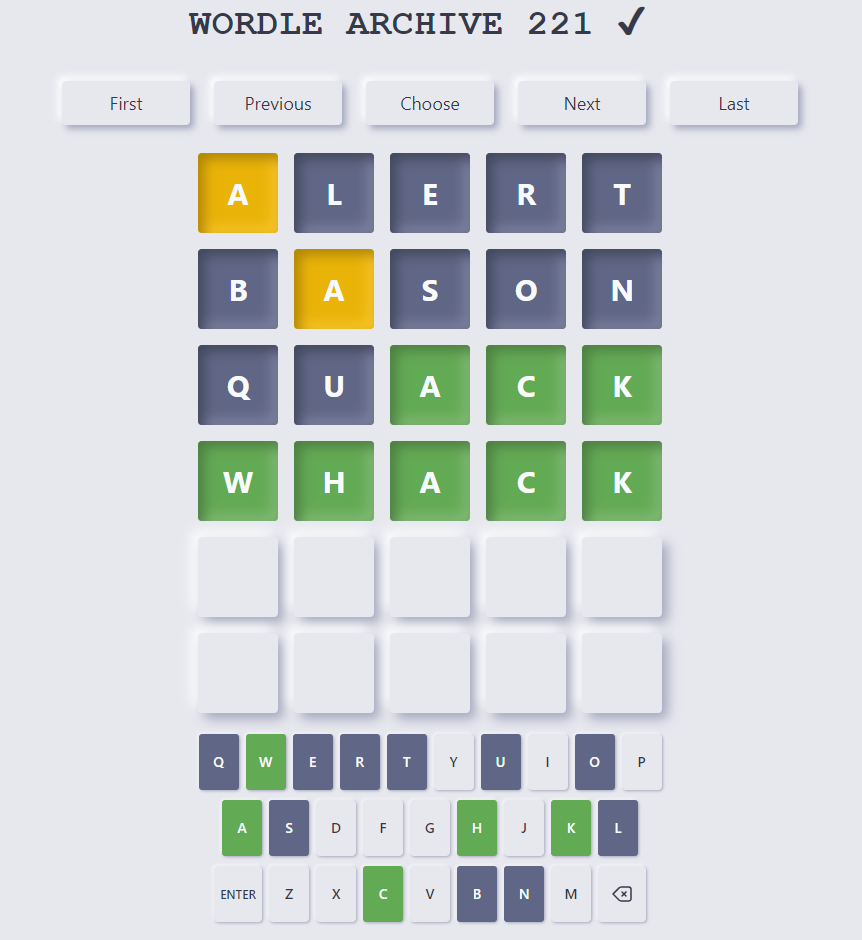 WORDLE ARCHIVE 221 ✔
First Previous Choose Next Last
A L E R T
B A S O N
Q U A C K
W H A C K
Q W E R T Y U I O P
A S D F G H J K L
ENTER Z X C V B N M